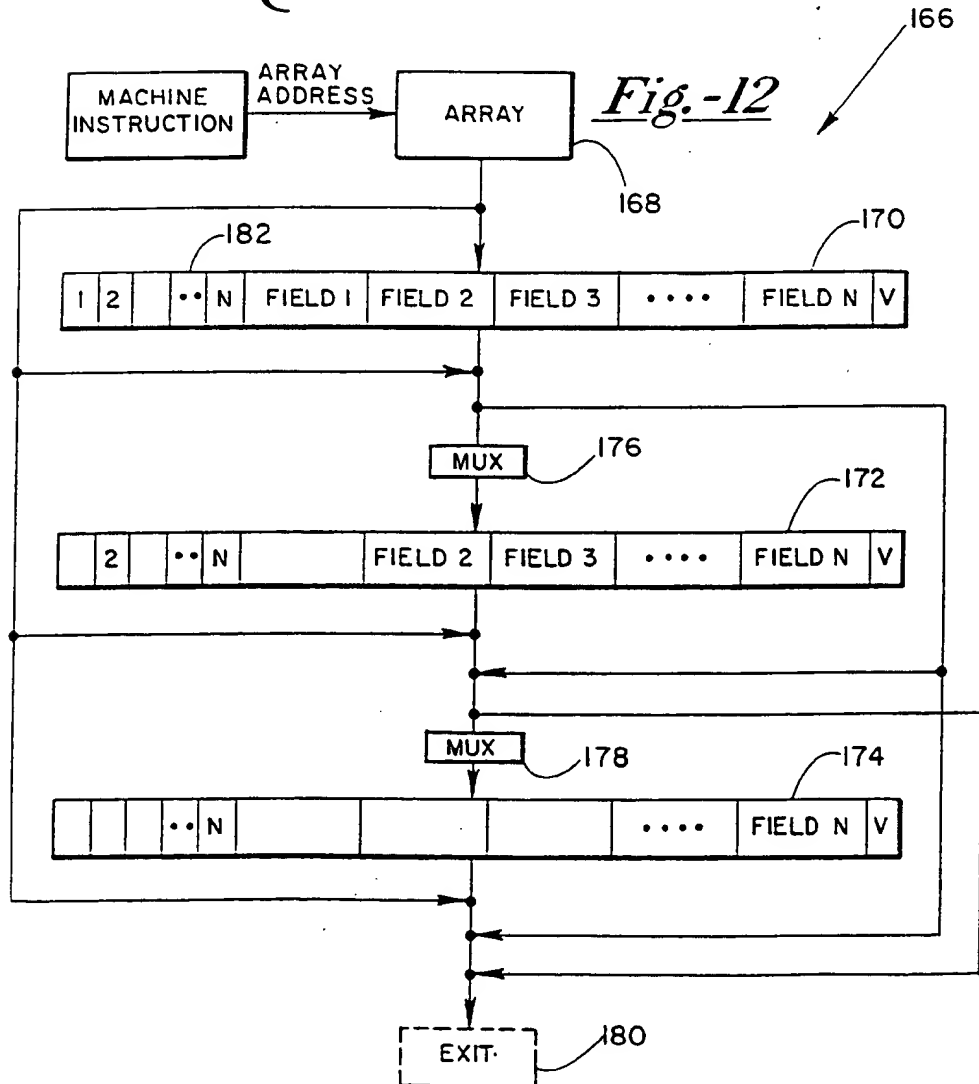 166
ARRAY
ADDRESS
MACHINE
INSTRUCTION
ARRAY
Fig.-12
168
182
170
1 2 •• N FIELD 1 FIELD 2 FIELD 3 •••• FIELD N V
MUX
176
172
2 •• N FIELD 2 FIELD 3 •••• FIELD N V
MUX
178
174
•• N •••• FIELD N V
EXIT.
180